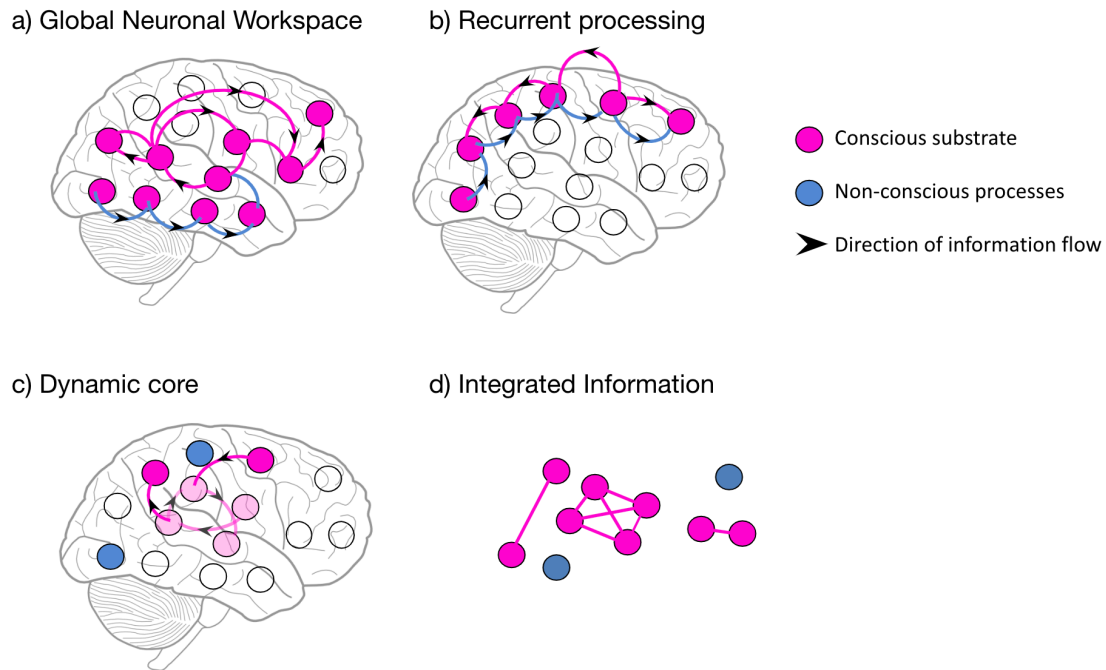 a) Global Neuronal Workspace
b) Recurrent processing
Conscious substrate
Non-conscious processes
Direction of information flow
c) Dynamic core
d) Integrated Information